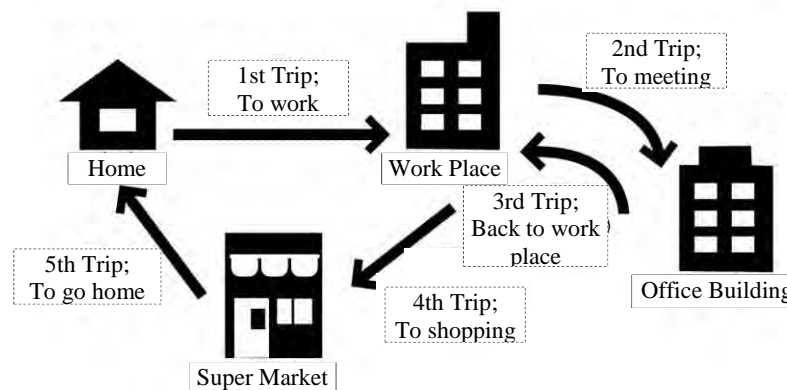 1st Trip;
To work
2nd Trip;
To meeting
Home
Work Place
3rd Trip;
Back to work
place
5th Trip;
To go home
4th Trip;
To shopping
Office Building
Super Market